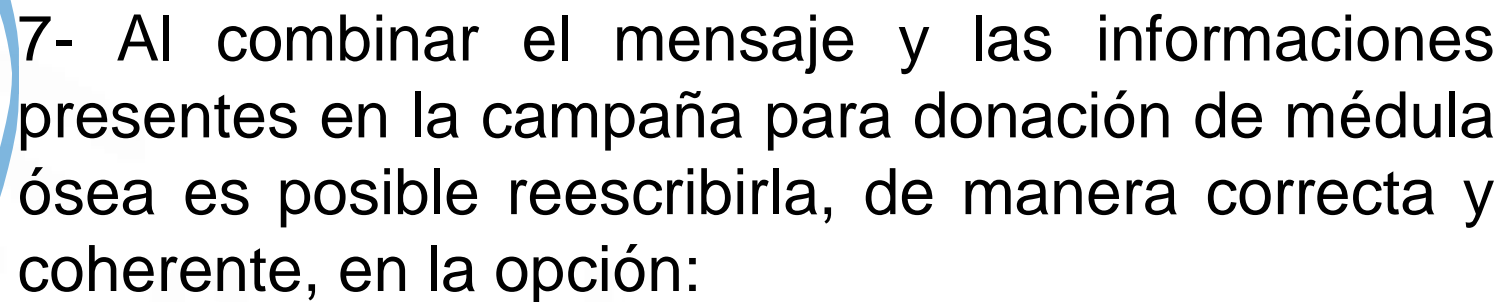 7- Al combinar el mensaje y las informaciones
presentes en la campaña para donación de médula
ósea es posible reescribirla, de manera correcta y
coherente, en la opción: